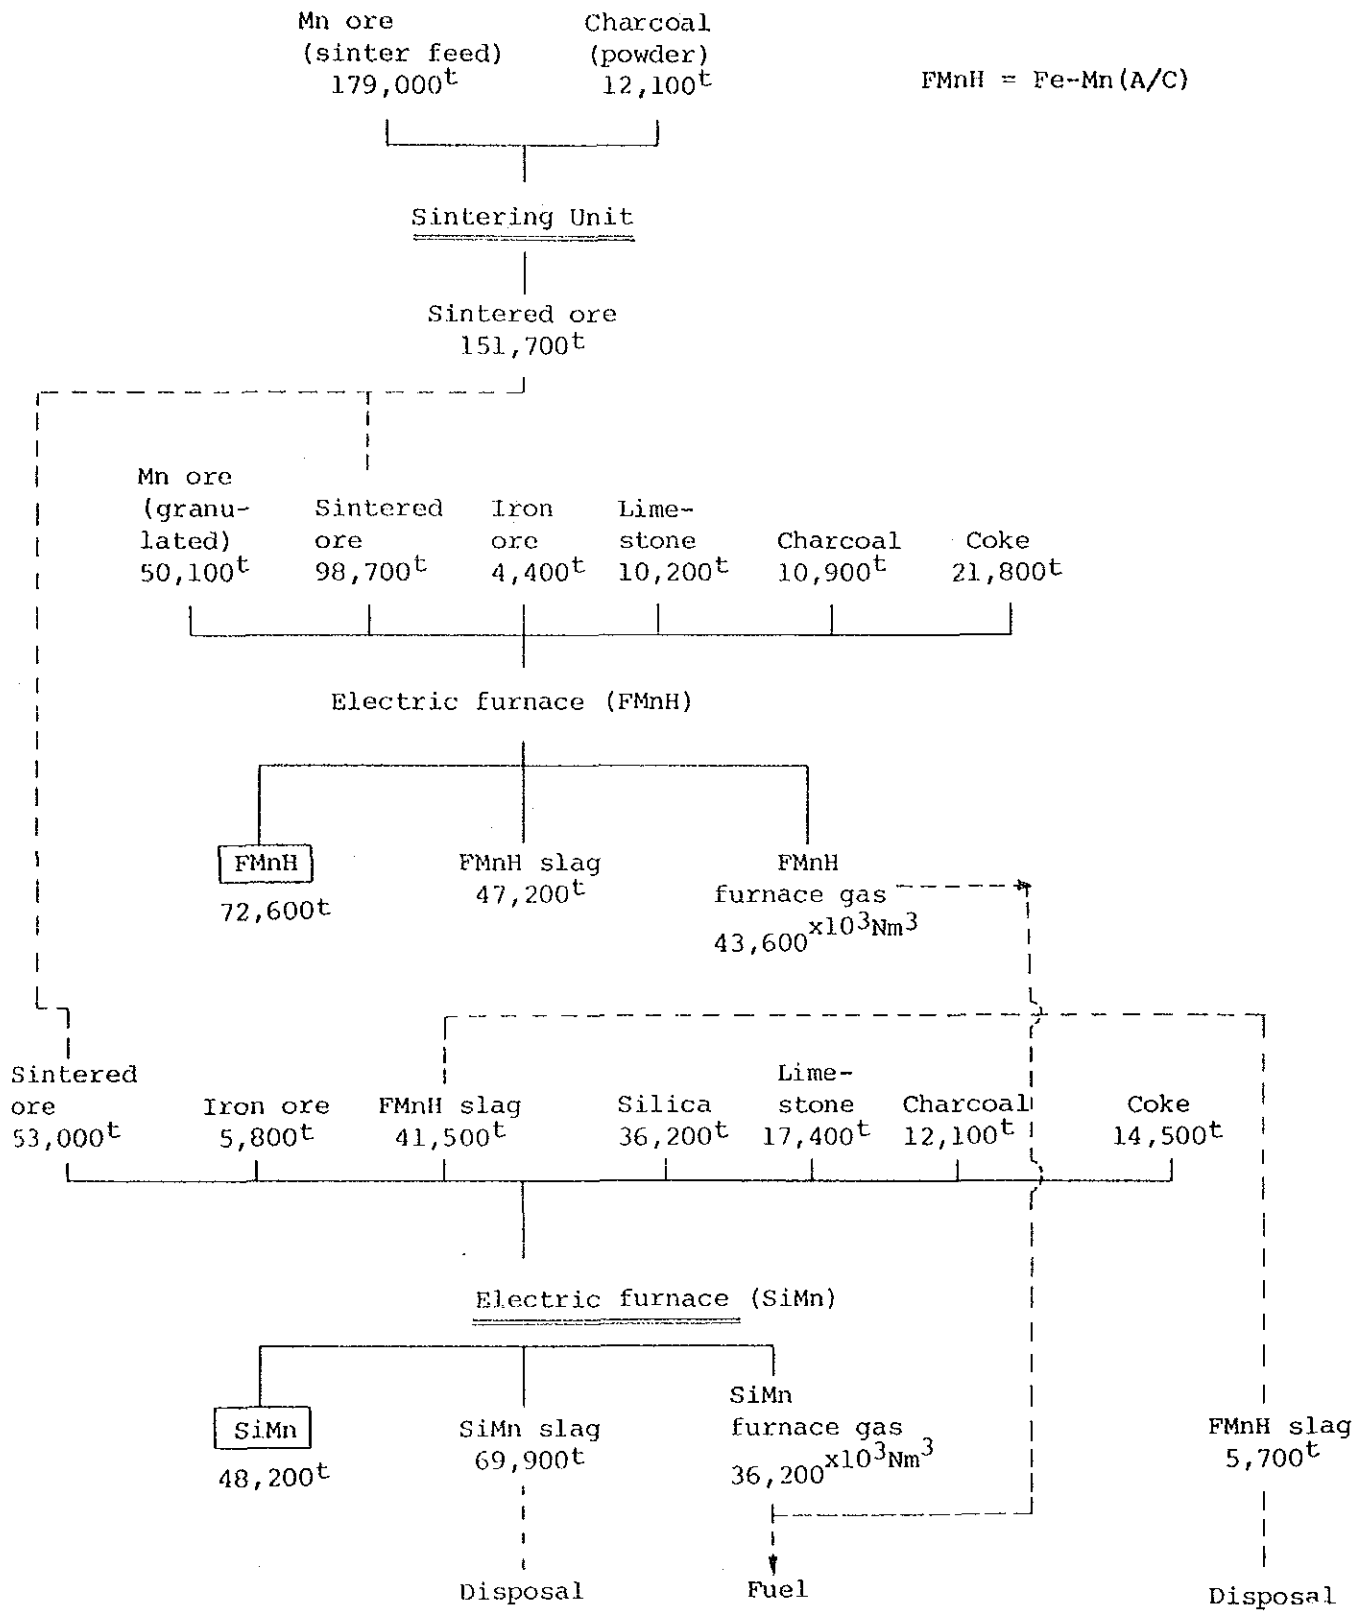 Mn ore
(sinter feed)
179,000t
Charcoal
(powder)
12,100t
FMnH = Fe-Mn(A/C)
Sintering Unit
Sintered ore
151,700t
Mn ore
(granu-
lated)
50,100t
Sintered
ore
98,700t
Iron
ore
4,400t
Lime-
stone
10,200t
Charcoal
10,900t
Coke
21,800t
Electric furnace (FMnH)
FMnH
72,600t
FMnH slag
47,200t
FMnH
furnace gas
43,600x10³Nm³
Sintered
ore
53,000t
Iron ore
5,800t
FMnH slag
41,500t
Silica
36,200t
Lime-
stone
17,400t
Charcoal
12,100t
Coke
14,500t
Electric furnace (SiMn)
SiMn
48,200t
SiMn slag
69,900t
SiMn
furnace gas
36,200x10³Nm³
FMnH slag
5,700t
Disposal
Fuel
Disposal